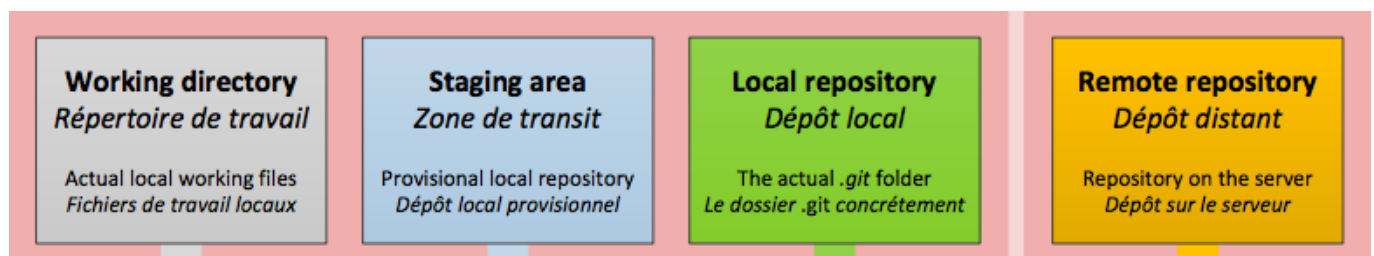 Working directory
Répertoire de travail
Actual local working files
Fichiers de travail locaux
Staging area
Zone de transit
Provisional local repository
Dépôt local provisionnel
Local repository
Dépôt local
The actual .git folder
Le dossier .git concrétement
Remote repository
Dépôt distant
Repository on the server
Dépôt sur le serveur